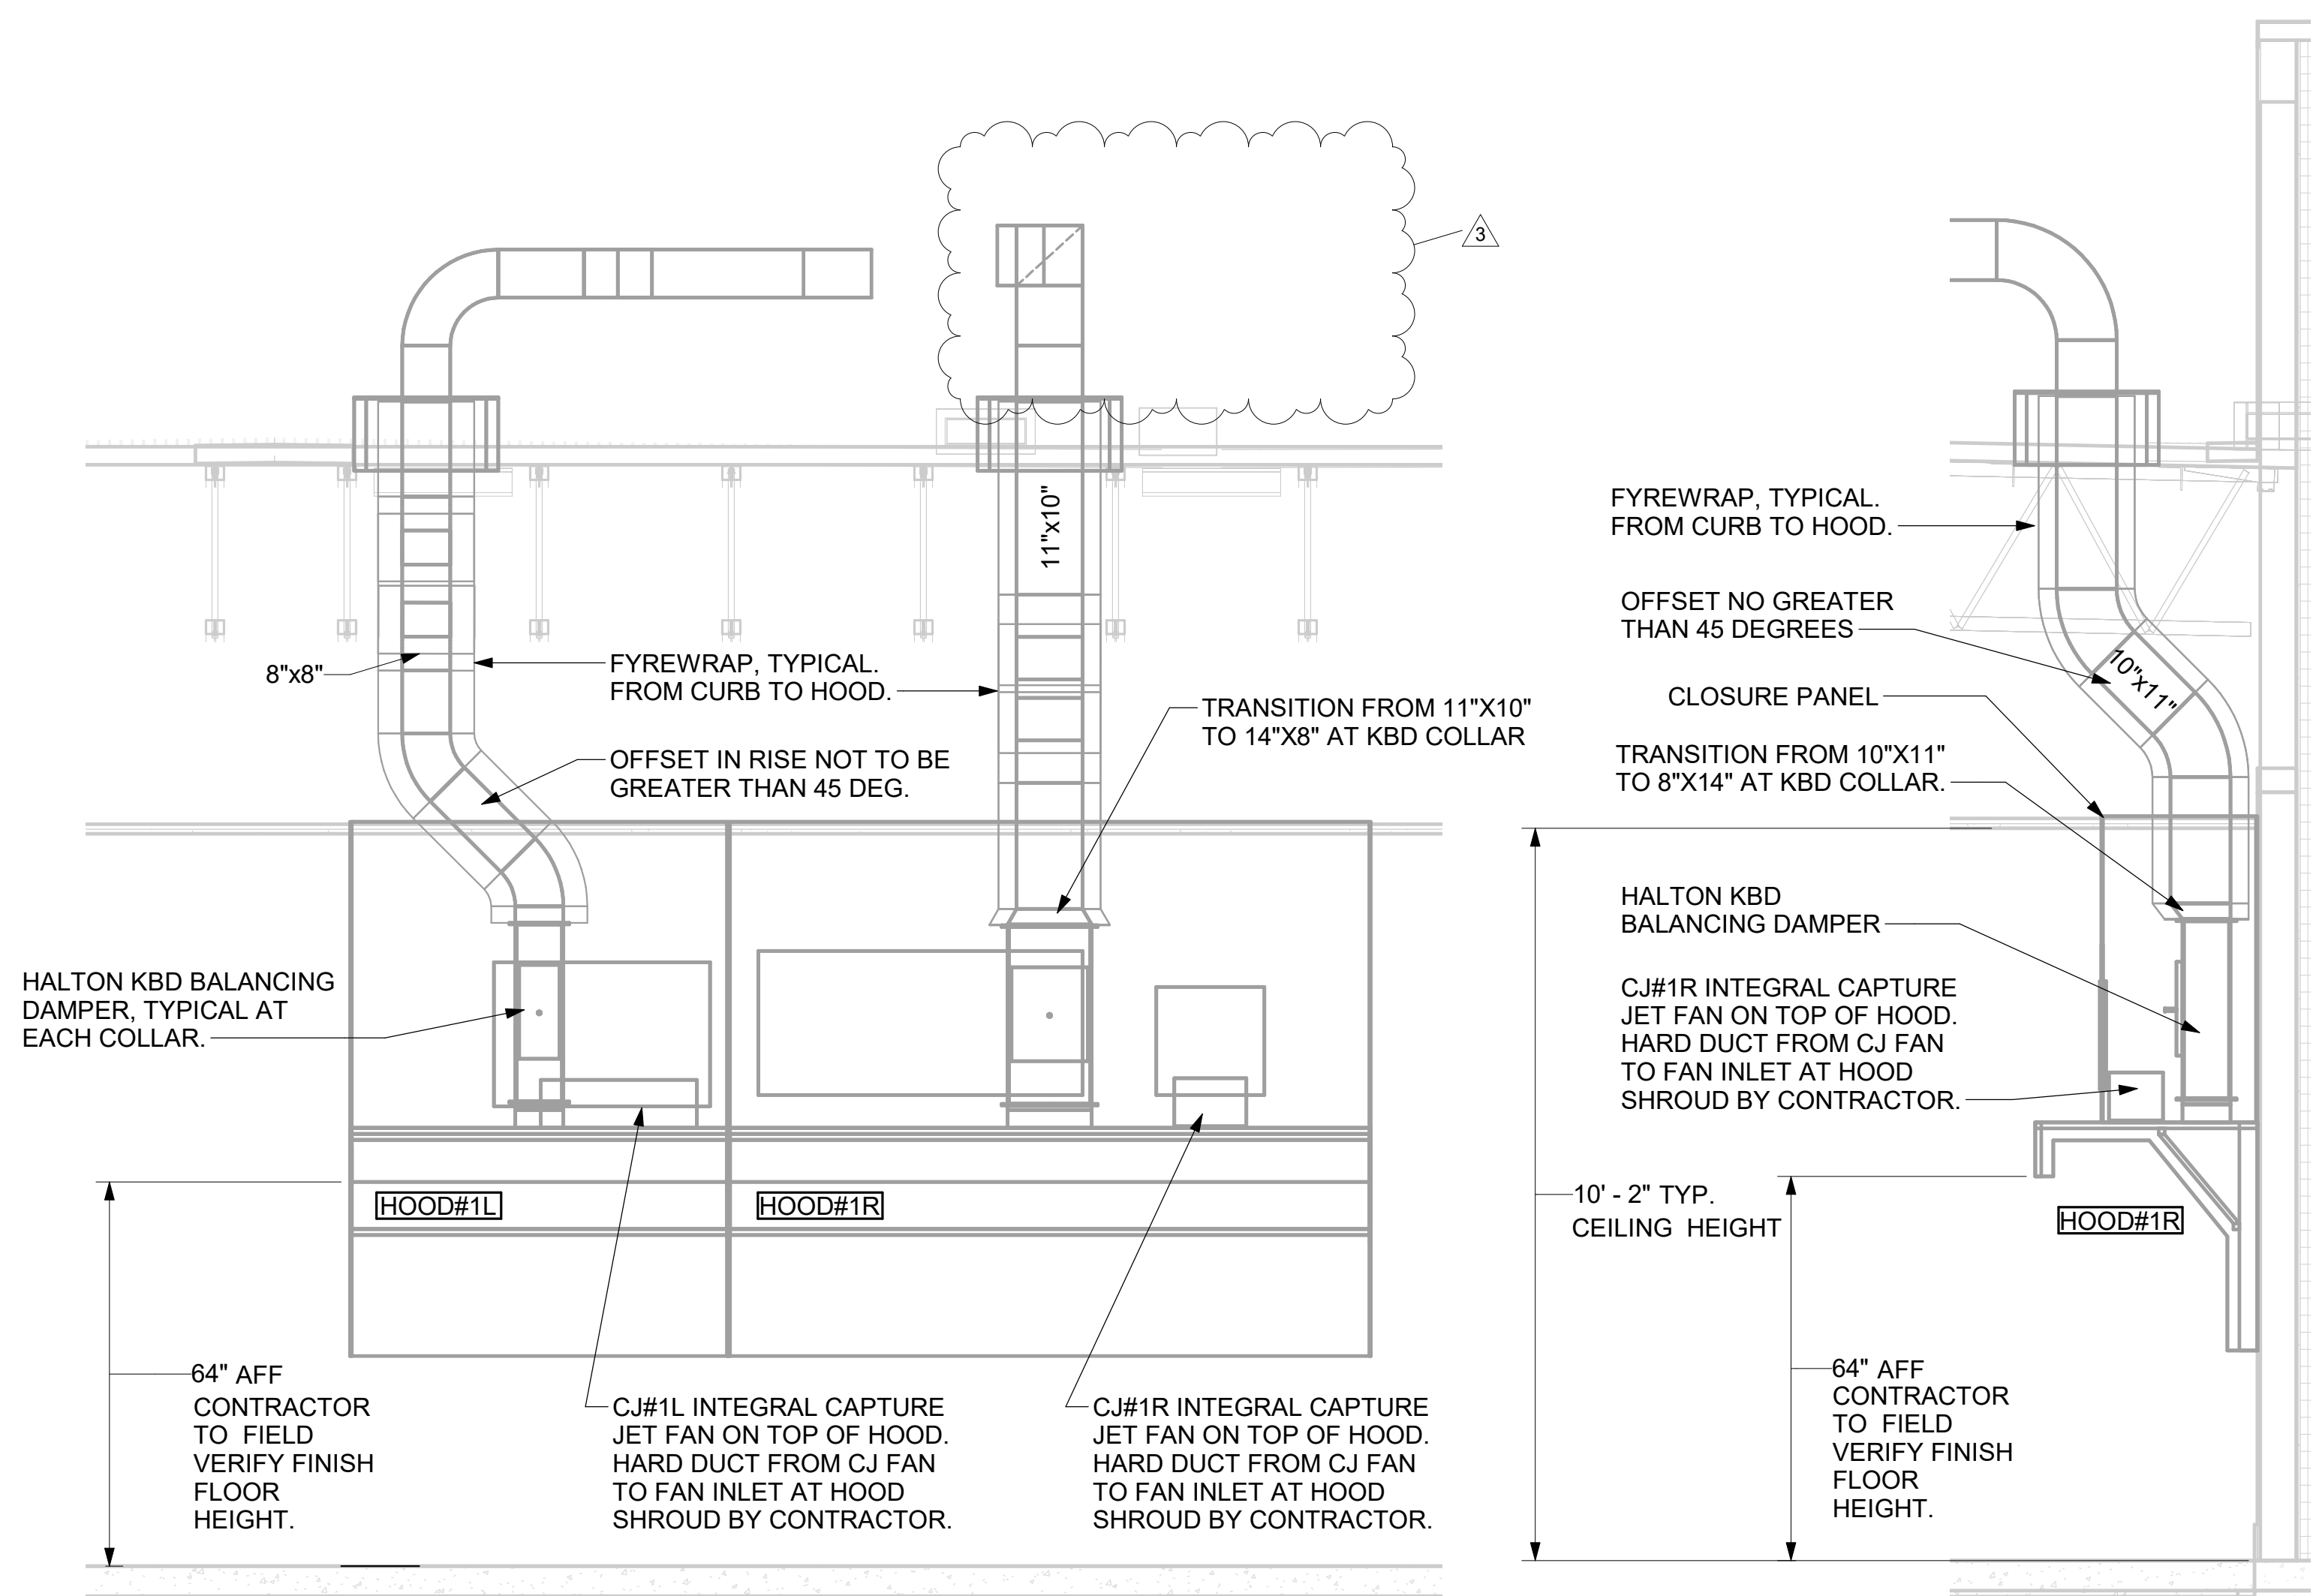 3
11"x10"
8"x8"
FYREWRAP, TYPICAL.
FROM CURB TO HOOD.
TRANSITION FROM 11"X10"
TO 14"X8" AT KBD COLLAR
OFFSET IN RISE NOT TO BE
GREATER THAN 45 DEG.
HALTON KBD BALANCING
DAMPER, TYPICAL AT
EACH COLLAR.
HOOD#1L
HOOD#1R
64" AFF
CONTRACTOR
TO FIELD
VERIFY FINISH
FLOOR
HEIGHT.
CJ#1L INTEGRAL CAPTURE
JET FAN ON TOP OF HOOD.
HARD DUCT FROM CJ FAN
TO FAN INLET AT HOOD
SHROUD BY CONTRACTOR.
CJ#1R INTEGRAL CAPTURE
JET FAN ON TOP OF HOOD.
HARD DUCT FROM CJ FAN
TO FAN INLET AT HOOD
SHROUD BY CONTRACTOR.
FYREWRAP, TYPICAL.
FROM CURB TO HOOD.
OFFSET NO GREATER
THAN 45 DEGREES
10"x11"
CLOSURE PANEL
TRANSITION FROM 10"X11"
TO 8"X14" AT KBD COLLAR.
HALTON KBD
BALANCING DAMPER
CJ#1R INTEGRAL CAPTURE
JET FAN ON TOP OF HOOD.
HARD DUCT FROM CJ FAN
TO FAN INLET AT HOOD
SHROUD BY CONTRACTOR.
10' - 2" TYP.
CEILING HEIGHT
HOOD#1R
64" AFF
CONTRACTOR
TO FIELD
VERIFY FINISH
FLOOR
HEIGHT.